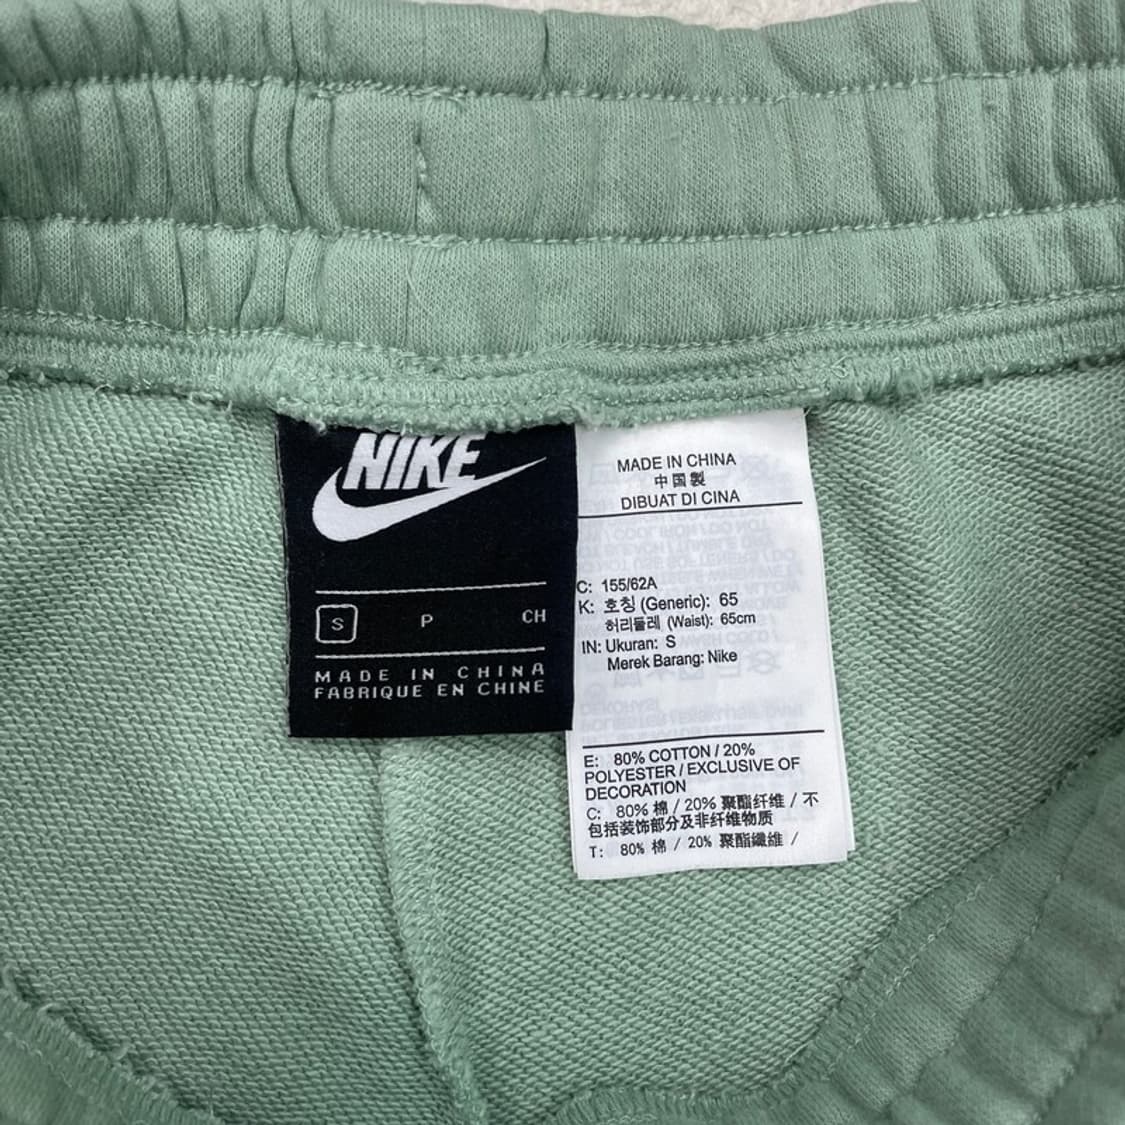 NIKE
S P CH
MADE IN CHINA
FABRIQUE EN CHINE
MADE IN CHINA
中国製
DIBUAT DI CINA
C: 155/62A
K: 호칭 (Generic): 65
허리둘레 (Waist): 65cm
IN: Ukuran: S
Merek Barang: Nike
E: 80% COTTON / 20%
POLYESTER / EXCLUSIVE OF
DECORATION
C: 80% 棉 / 20% 聚酯纤维 / 不
包括装饰部分及非纤维物质
T: 80% 棉 / 20% 聚酯纖維 /